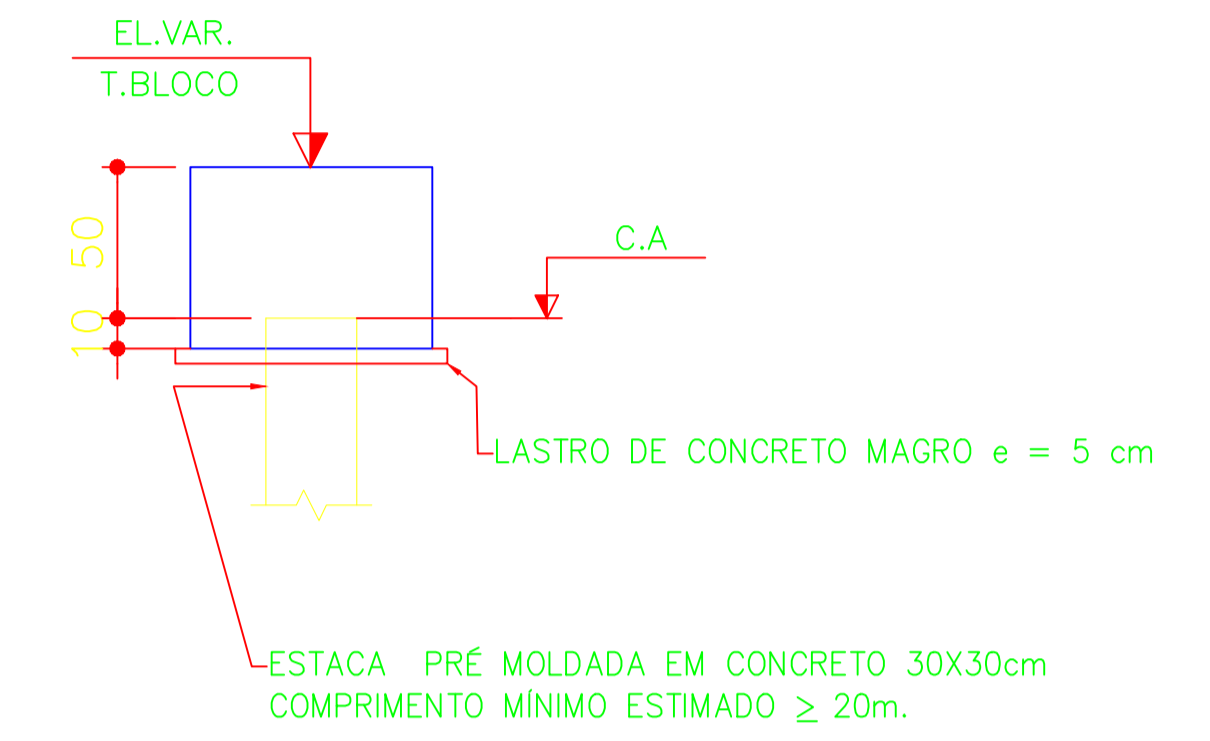 EL.VAR.
T.BLOCO
50
C.A
10
LASTRO DE CONCRETO MAGRO e = 5 cm
ESTACA PRÉ MOLDADA EM CONCRETO 30X30cm
COMPRIMENTO MÍNIMO ESTIMADO ≥ 20m.